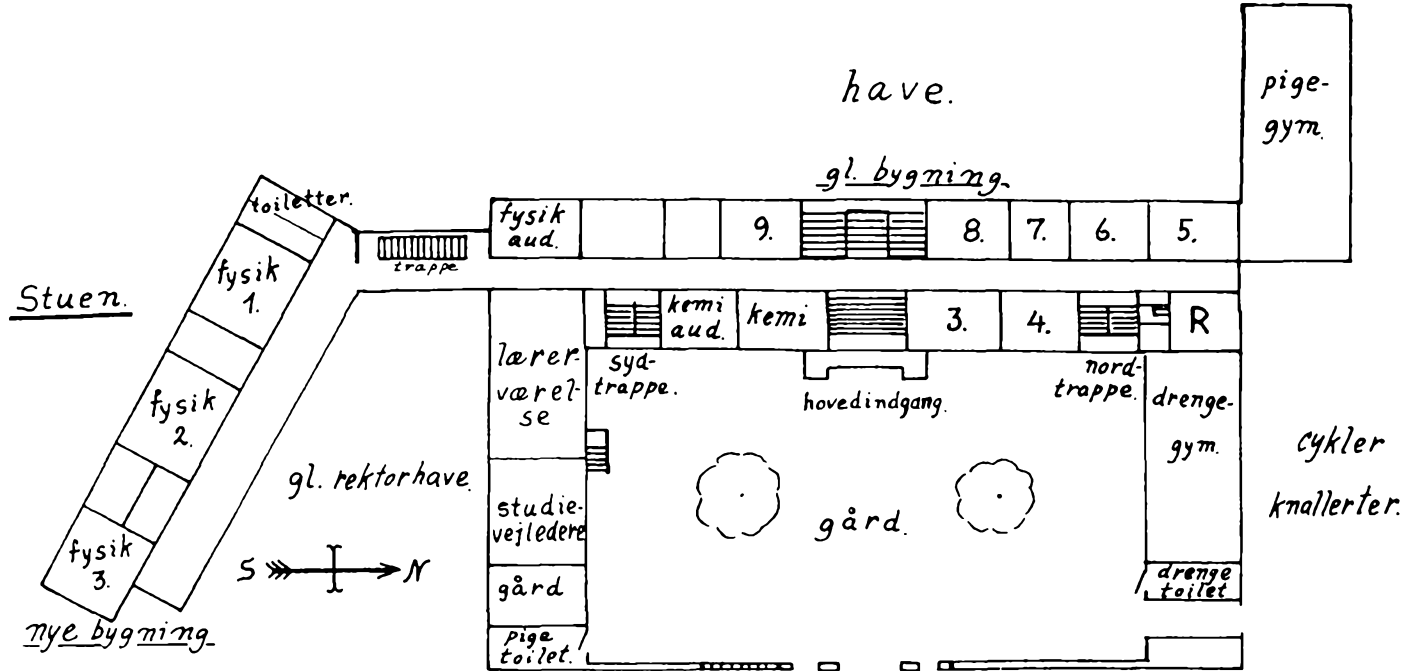 have.
pige-
gym.
gl. bygning.
toiletter.
fysik
aud.
9.
8.
7.
6.
5.
trappe
fysik
1.
Stuen.
kemi
aud.
kemi
3.
4.
R
lærer-
værel-
se
syd-
trappe.
hovedindgang.
nord-
trappe.
drenge-
gym.
fysik
2.
cykler
knallerter.
gl. rektorhave.
studie-
vejledere
gård.
fysik
3.
S N
gård
drenge
toilet
nye bygning.
pige
toilet.